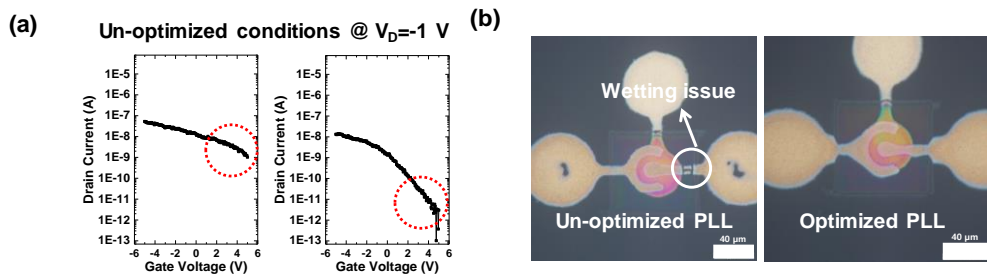 (a)
Un-optimized conditions @ V_D=-1 V
Drain Current (A)
1E-5
1E-6
1E-7
1E-8
1E-9
1E-10
1E-11
1E-12
1E-13
-6 -4 -2 0 2 4 6
Gate Voltage (V)
Drain Current (A)
1E-5
1E-6
1E-7
1E-8
1E-9
1E-10
1E-11
1E-12
1E-13
-6 -4 -2 0 2 4 6
Gate Voltage (V)
(b)
Wetting issue
Un-optimized PLL
40 µm
Optimized PLL
40 µm